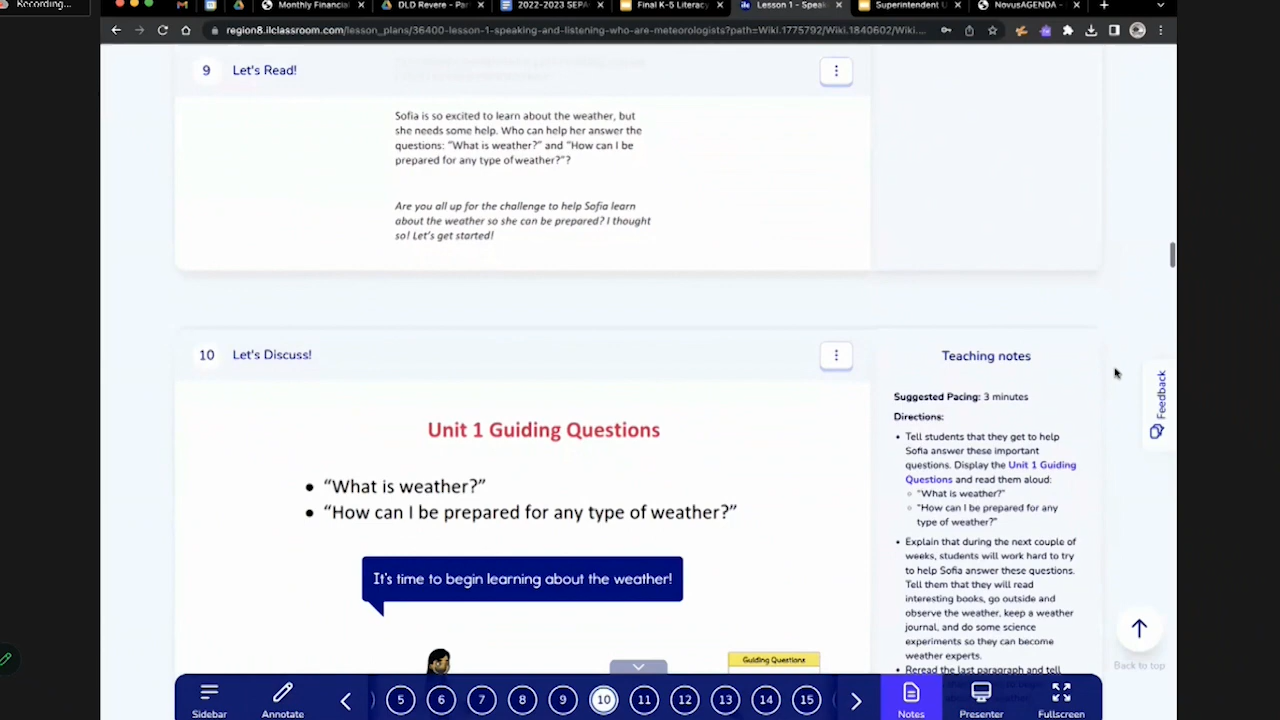 Recording...
Monthly Financial
DLD Revere - Par
2022-2023 SEPA
Final K-5 Literacy
Lesson 1 - Speak
Superintendent U
NovusAGENDA -
region8.ilclassroom.com/lesson_plans/36400-lesson-1-speaking-and-listening-who-are-meteorologists?path=Wiki.1775792/Wiki.1840602/Wiki...
9 Let's Read!
Sofia is so excited to learn about the weather, but
she needs some help. Who can help her answer the
questions: "What is weather?" and "How can I be
prepared for any type of weather?"?
Are you all up for the challenge to help Sofia learn
about the weather so she can be prepared? I thought
so! Let's get started!
10 Let's Discuss!
Unit 1 Guiding Questions
• "What is weather?"
• "How can I be prepared for any type of weather?"
It's time to begin learning about the weather!
Guiding Questions
Teaching notes
Suggested Pacing: 3 minutes
Directions:
• Tell students that they get to help
Sofia answer these important
questions. Display the Unit 1 Guiding
Questions and read them aloud:
○ "What is weather?"
○ "How can I be prepared for any
type of weather?"
• Explain that during the next couple of
weeks, students will work hard to try
to help Sofia answer these questions.
Tell them that they will read
interesting books, go outside and
observe the weather, keep a weather
journal, and do some science
experiments so they can become
weather experts.
• Reread the last paragraph and tell
Feedback
Back to top
Sidebar
Annotate
5 6 7 8 9 10 11 12 13 14 15
Notes
Presenter
Fullscreen